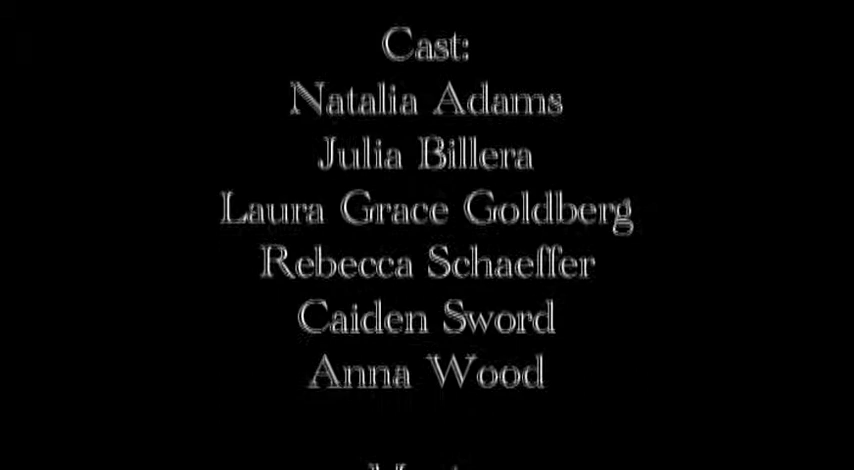 Cast:
Natalia Adams
Julia Billera
Laura Grace Goldberg
Rebecca Schaeffer
Caiden Sword
Anna Wood